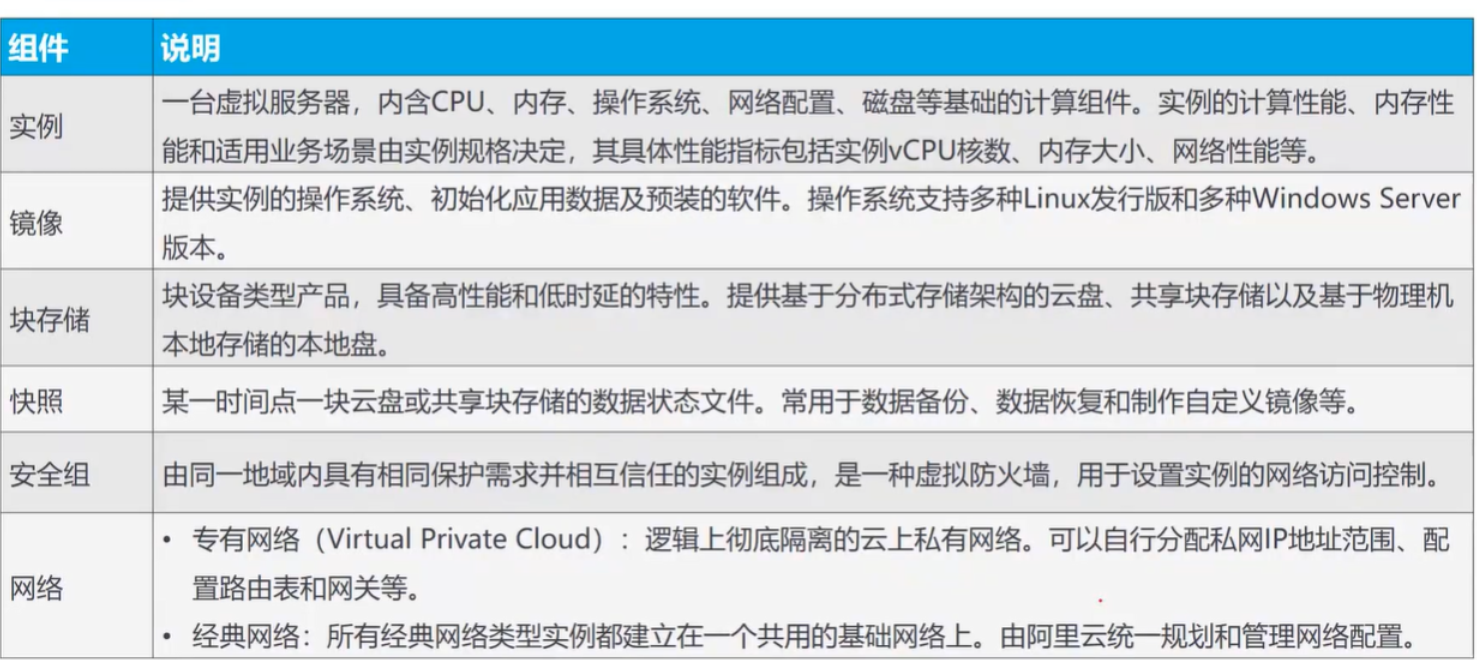 组件 说明
实例
一台虚拟服务器，内含CPU、内存、操作系统、网络配置、磁盘等基础的计算组件。实例的计算性能、内存性
能和适用业务场景由实例规格决定，其具体性能指标包括实例vCPU核数、内存大小、网络性能等。
镜像
提供实例的操作系统、初始化应用数据及预装的软件。操作系统支持多种Linux发行版和多种Windows Server
版本。
块存储
块设备类型产品，具备高性能和低时延的特性。提供基于分布式存储架构的云盘、共享块存储以及基于物理机
本地存储的本地盘。
快照 某一时间点一块云盘或共享块存储的数据状态文件。常用于数据备份、数据恢复和制作自定义镜像等。
安全组 由同一地域内具有相同保护需求并相互信任的实例组成，是一种虚拟防火墙，用于设置实例的网络访问控制。
网络
• 专有网络（Virtual Private Cloud）：逻辑上彻底隔离的云上私有网络。可以自行分配私网IP地址范围、配
置路由表和网关等。
• 经典网络：所有经典网络类型实例都建立在一个共用的基础网络上。由阿里云统一规划和管理网络配置。